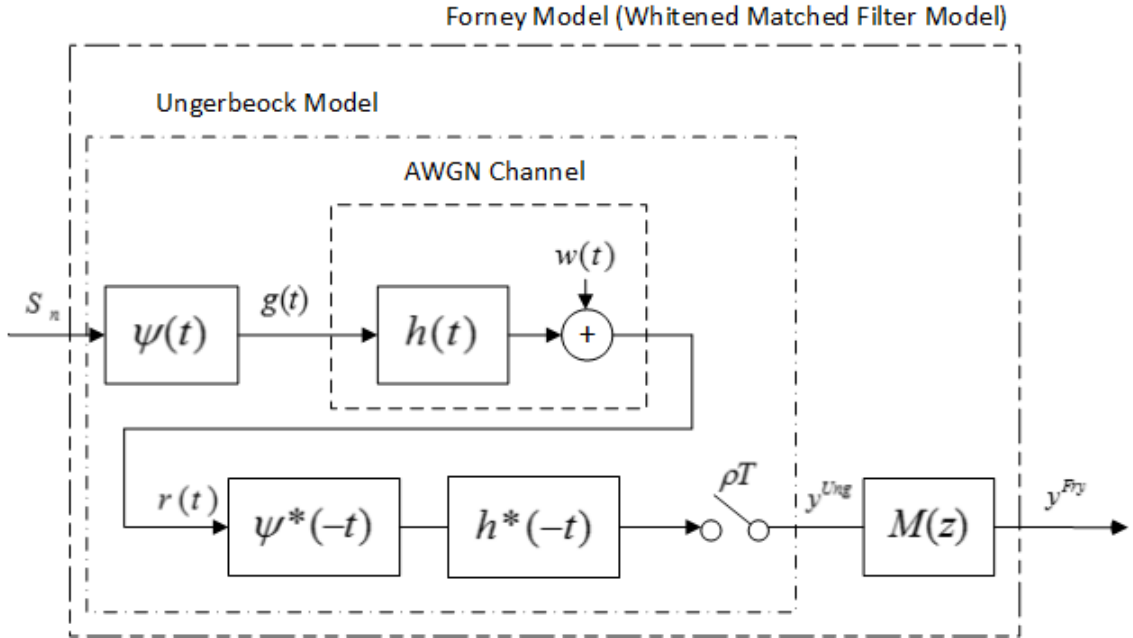 Forney Model (Whitened Matched Filter Model)
Ungerbeock Model
AWGN Channel
w(t)
S n
ψ(t)
g(t)
h(t)
+
r(t)
ψ*(−t)
h*(−t)
ρT
y^Ung
M(z)
y^Fry